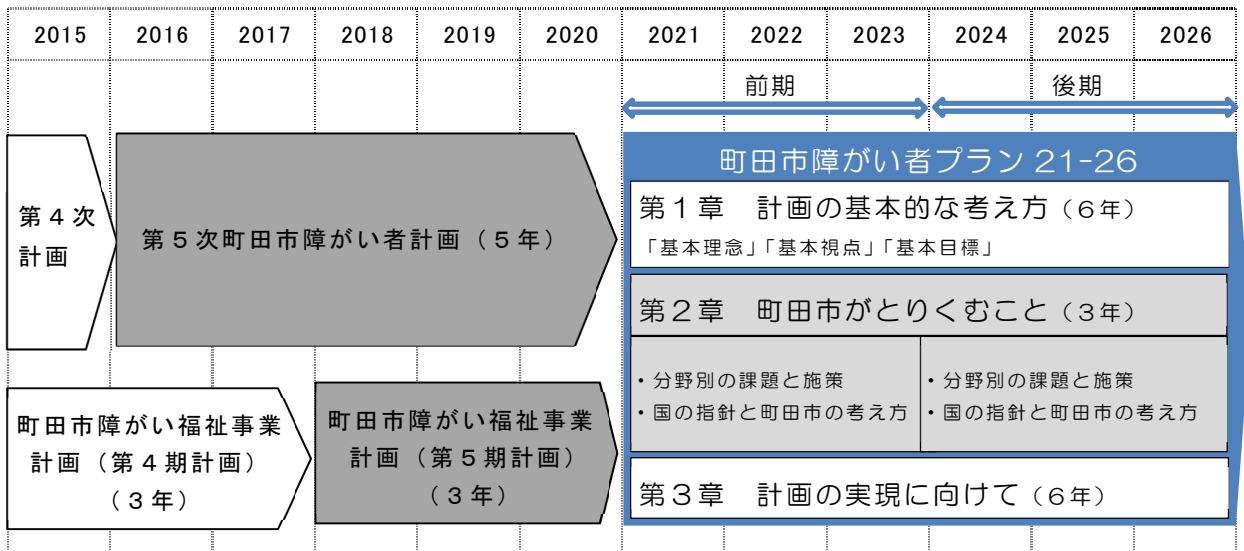 2015 2016 2017 2018 2019 2020 2021 2022 2023 2024 2025 2026
前期 後期
第4次
計画
第5次町田市障がい者計画（5年）
町田市障がい福祉事業
計画（第4期計画）
（3年）
町田市障がい福祉事業
計画（第5期計画）
（3年）
町田市障がい者プラン 21-26
第1章 計画の基本的な考え方（6年）
「基本理念」「基本視点」「基本目標」
第2章 町田市がとりくむこと（3年）
・分野別の課題と施策
・国の指針と町田市の考え方
・分野別の課題と施策
・国の指針と町田市の考え方
第3章 計画の実現に向けて（6年）